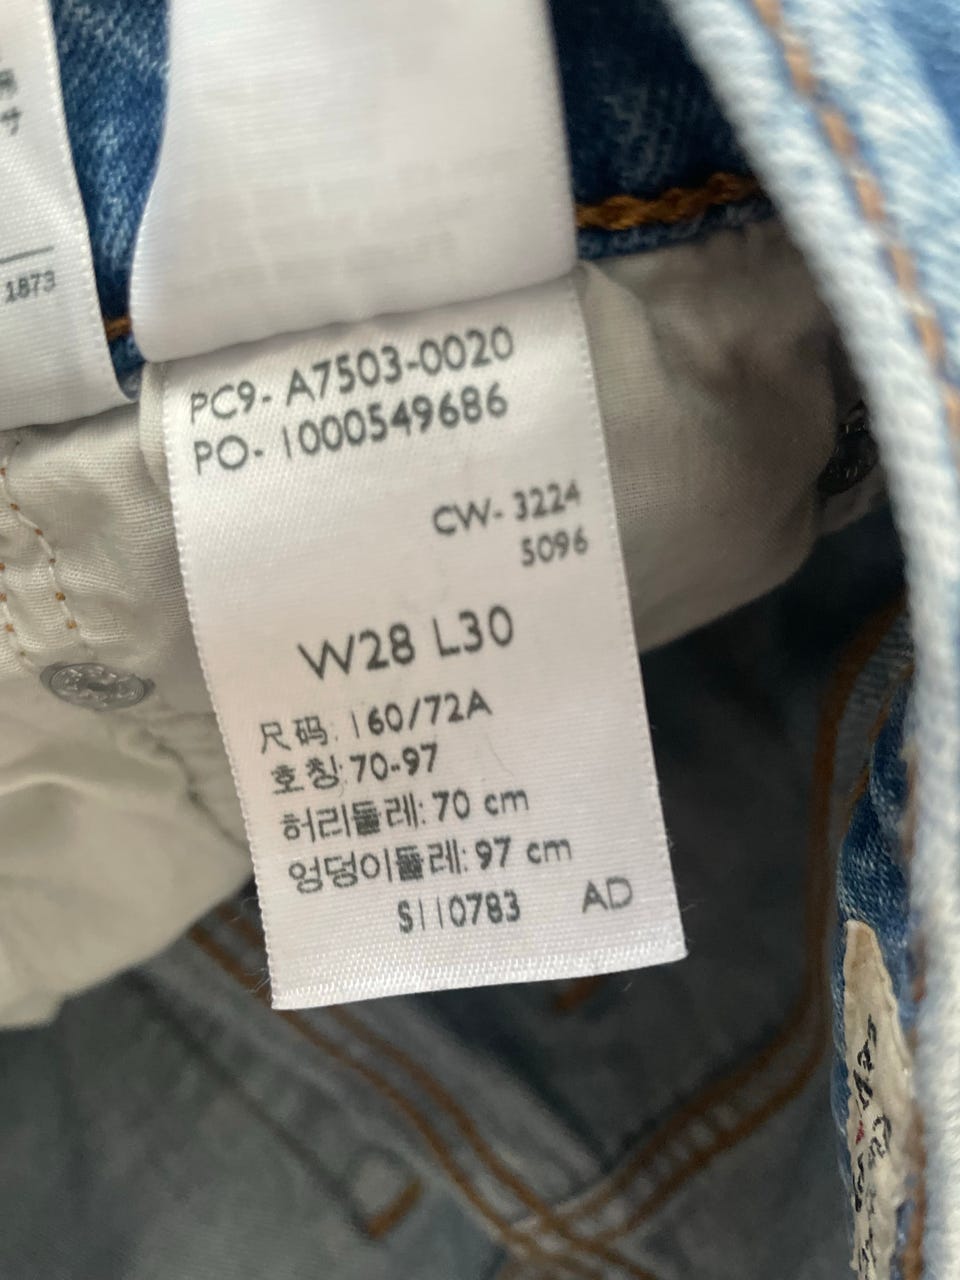 寸
1873
PC9- A7503-0020
PO- 1000549686
CW- 3224
5096
W28 L30
尺码: 160/72A
호칭:70-97
허리둘레: 70 cm
엉덩이둘레: 97 cm
S110783 AD